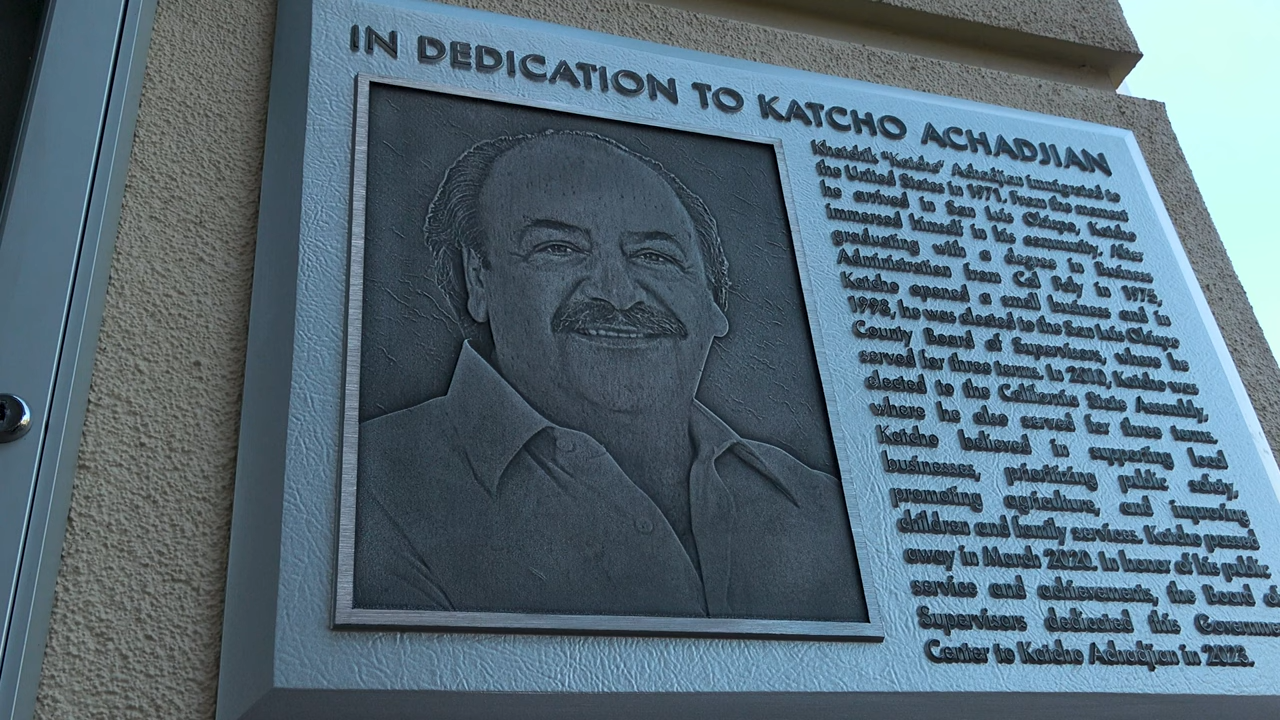 IN DEDICATION TO KATCHO ACHADJIAN
Khatchik "Katcho" Achadjian immigrated to
the United States in 1971. From the moment
he arrived in San Luis Obispo, Katcho
immersed himself in his community. After
graduating with a degree in Business
Administration from Cal Poly in 1975,
Katcho opened a small business and in
1998, he was elected to the San Luis Obispo
County Board of Supervisors, where he
served for three terms. In 2010, Katcho was
elected to the California State Assembly,
where he also served for three terms.
Katcho believed in supporting local
businesses, prioritizing public safety,
promoting agriculture, and improving
children and family services. Katcho passed
away in March 2020. In honor of his public
service and achievements, the Board of
Supervisors dedicated this Governme
Center to Katcho Achadjian in 2023.